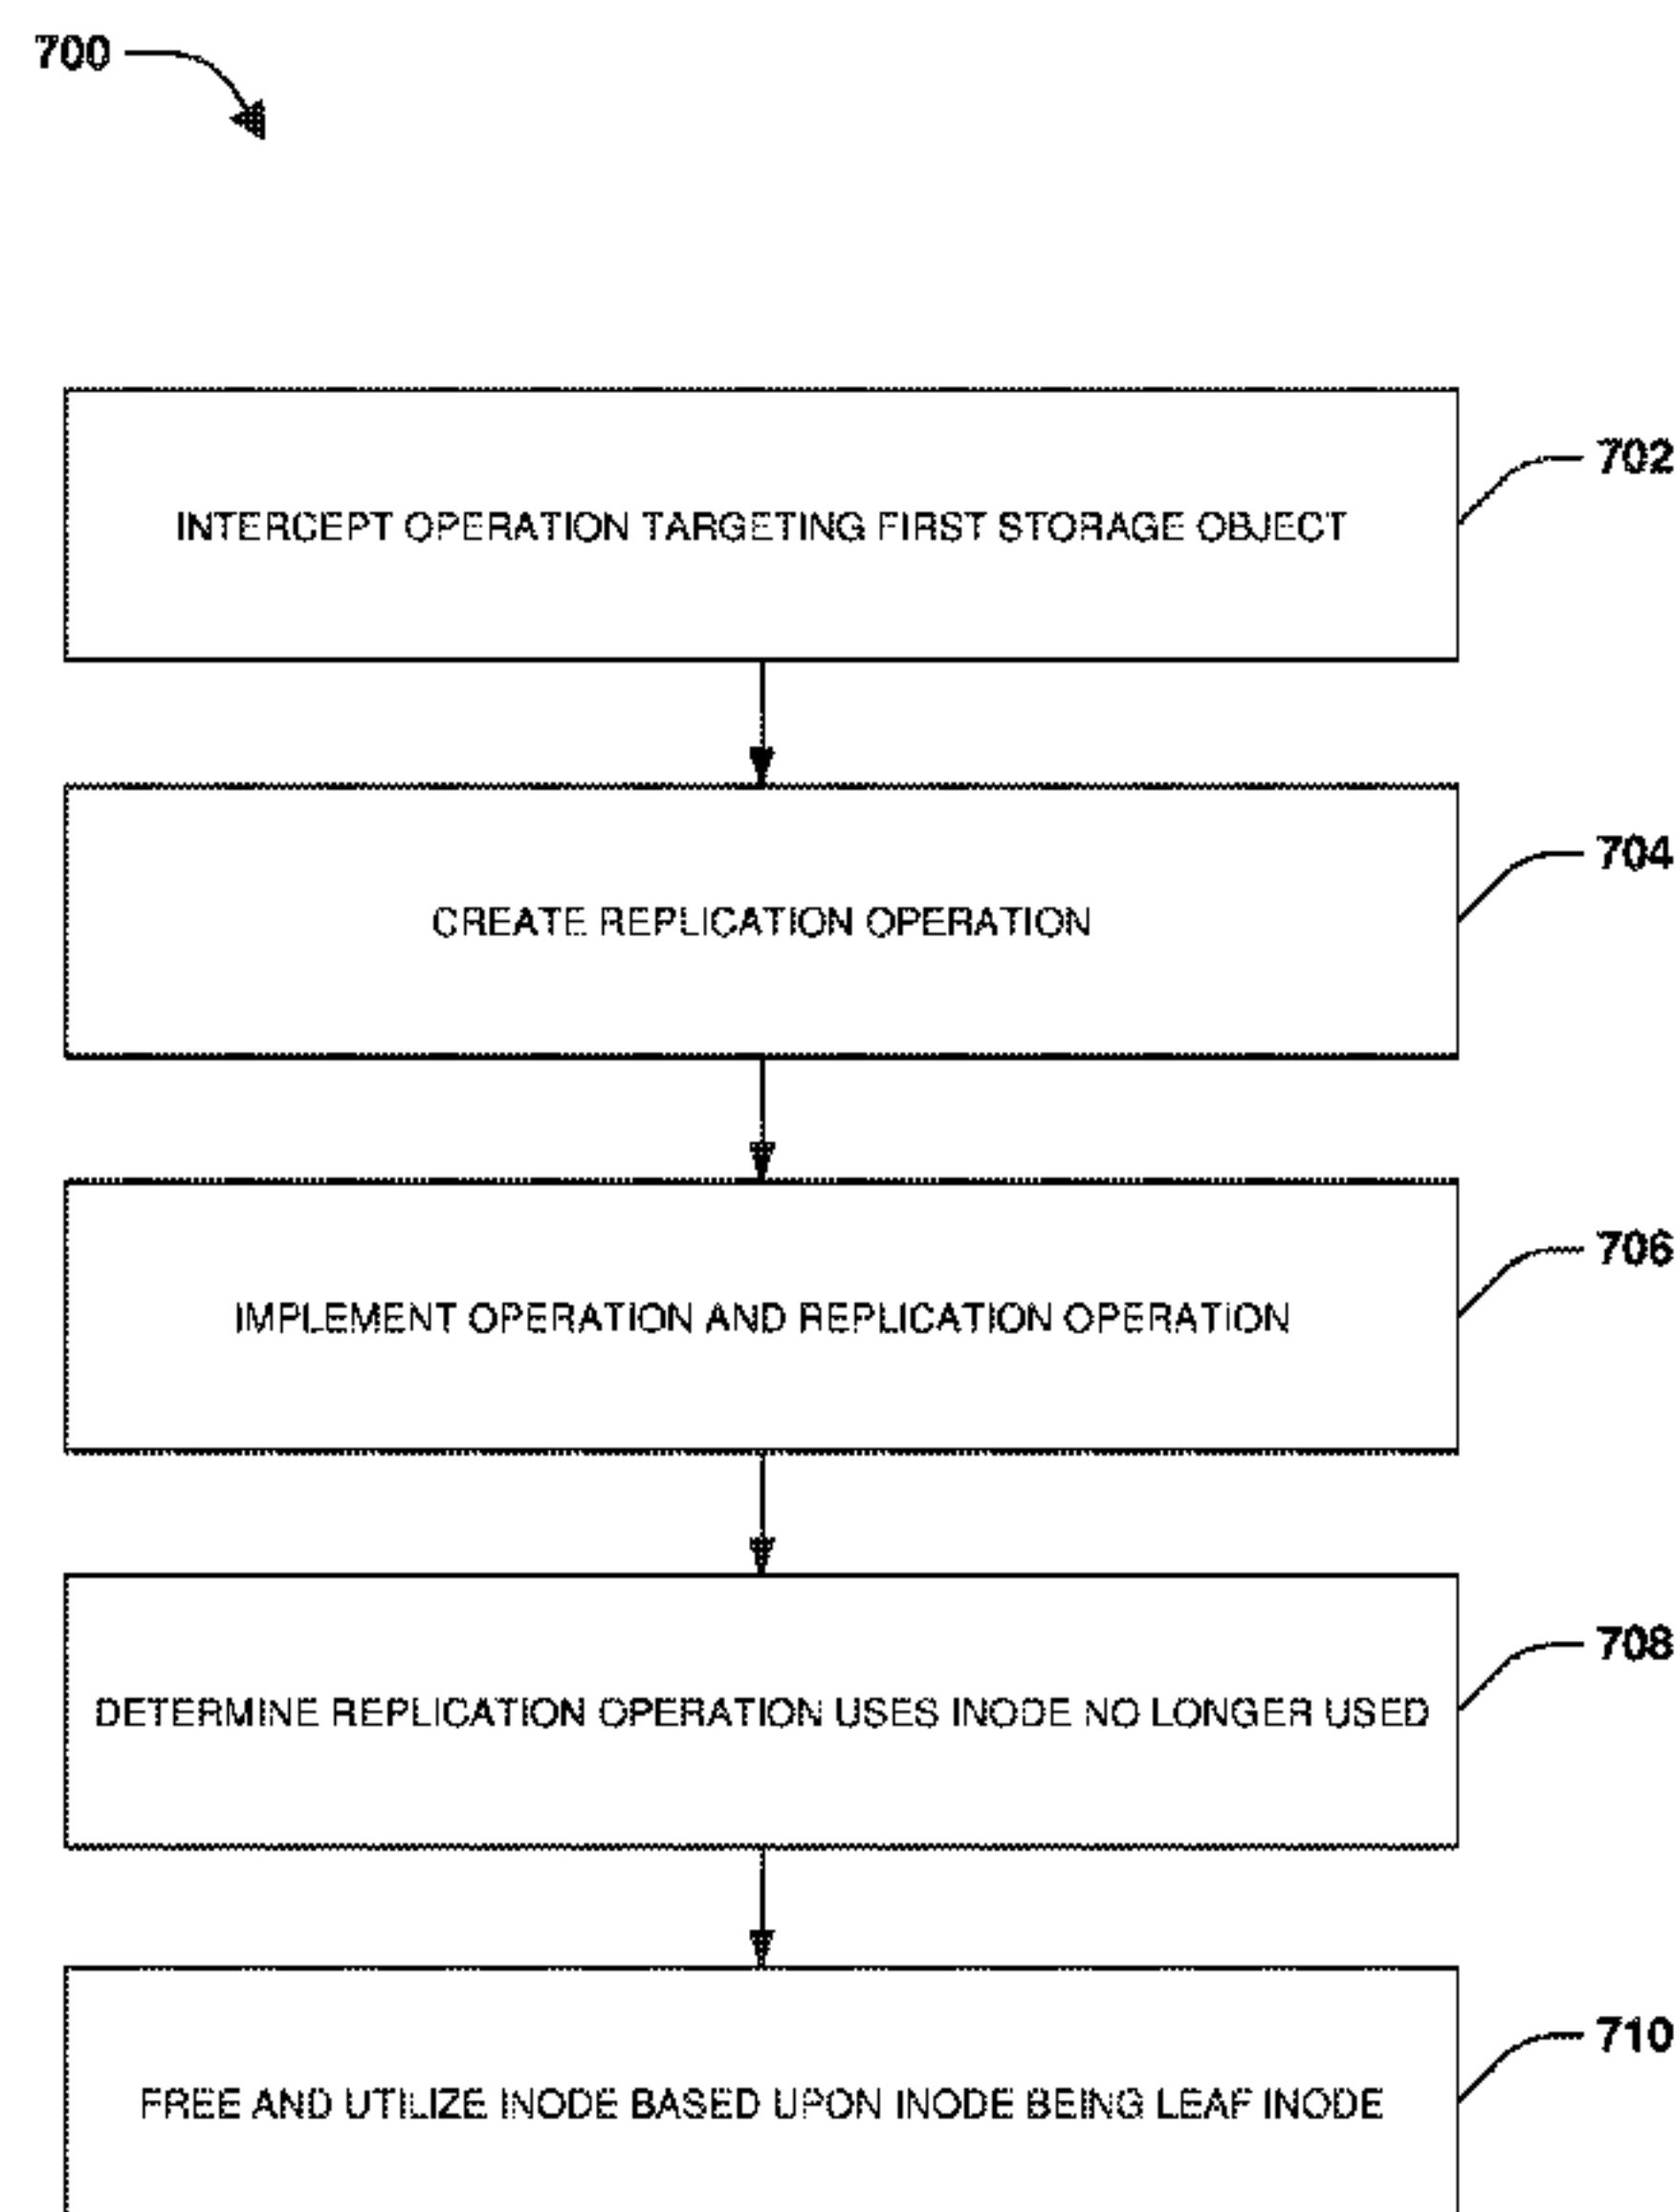 700
INTERCEPT OPERATION TARGETING FIRST STORAGE OBJECT
702
CREATE REPLICATION OPERATION
704
IMPLEMENT OPERATION AND REPLICATION OPERATION
706
DETERMINE REPLICATION OPERATION USES INODE NO LONGER USED
708
FREE AND UTILIZE INODE BASED UPON INODE BEING LEAF INODE
710